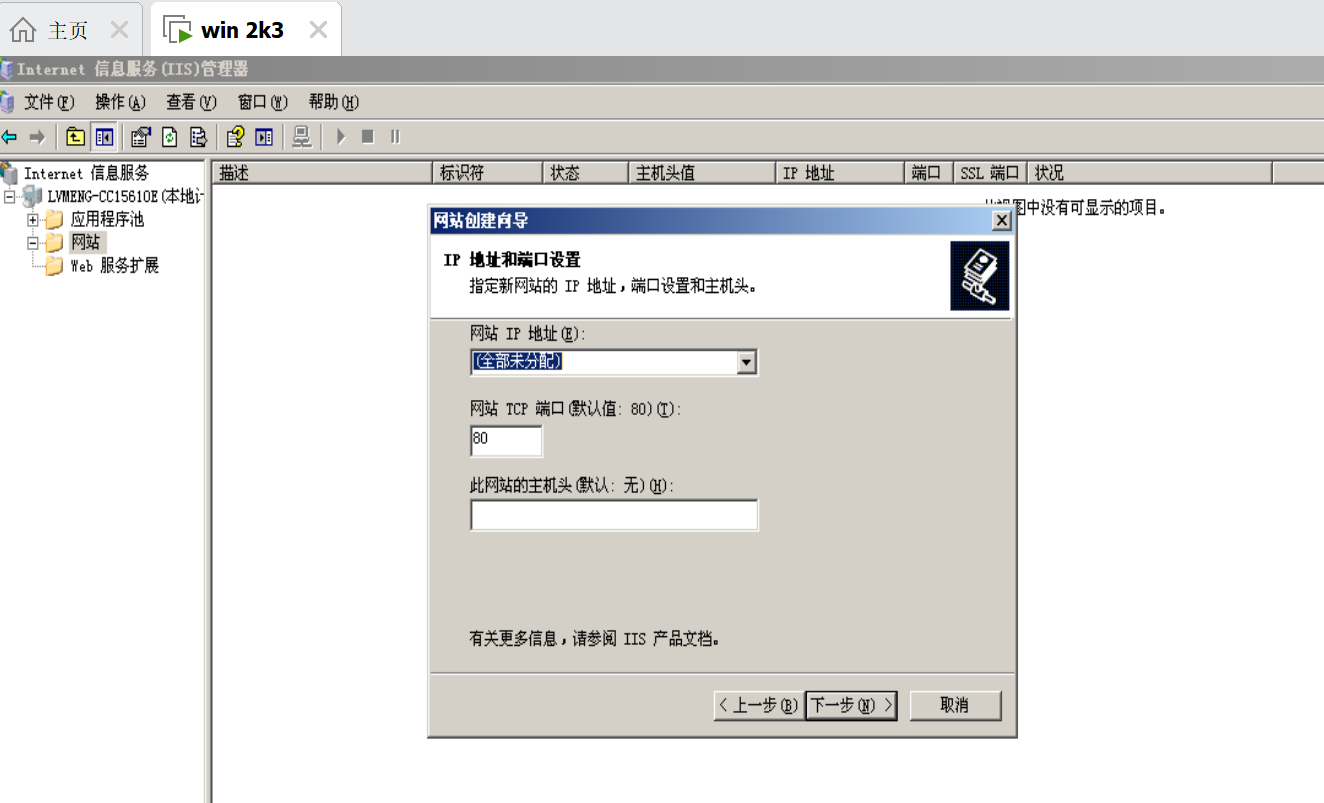 主页
win 2k3
Internet 信息服务(IIS)管理器
文件(F) 操作(A) 查看(V) 窗口(W) 帮助(H)
Internet 信息服务
LVMENG-CC15610E(本地
应用程序池
网站
Web 服务扩展
描述 标识符 状态 主机头值 IP 地址 端口 SSL 端口 状况
视图中没有可显示的项目。
网站创建向导
IP 地址和端口设置
指定新网站的 IP 地址，端口设置和主机头。
网站 IP 地址(E):
(全部未分配)
网站 TCP 端口(默认值: 80)(T):
80
此网站的主机头(默认: 无)(H):
有关更多信息，请参阅 IIS 产品文档。
< 上一步(B) 下一步(N) > 取消